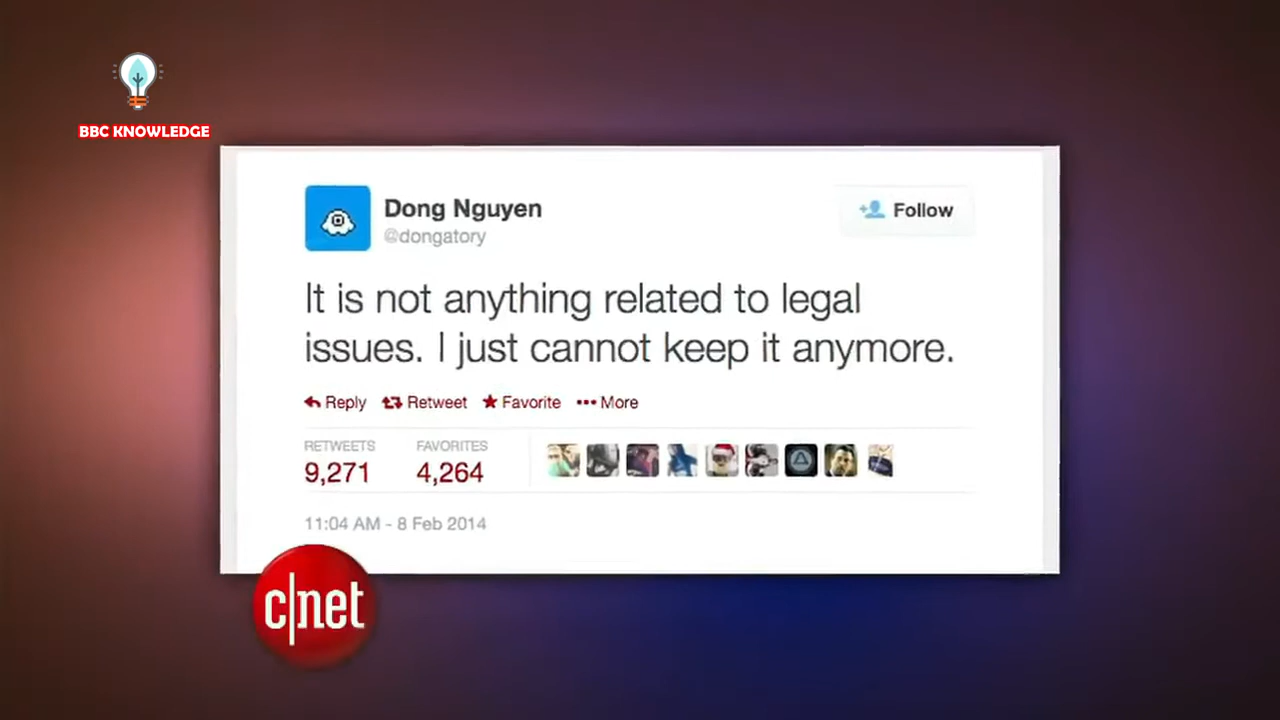 BBC KNOWLEDGE
Dong Nguyen
@dongatory
Follow
It is not anything related to legal
issues. I just cannot keep it anymore.
Reply Retweet Favorite More
RETWEETS FAVORITES
9,271 4,264
11:04 AM - 8 Feb 2014
c|net